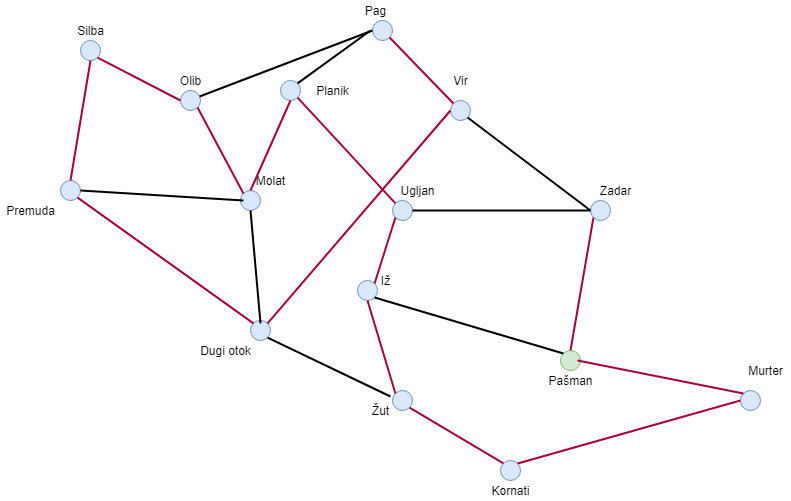 Pag
Silba
Olib
Vir
Planik
Molat
Ugljan
Zadar
Premuda
Iž
Dugi otok
Murter
Pašman
Žut
Kornati